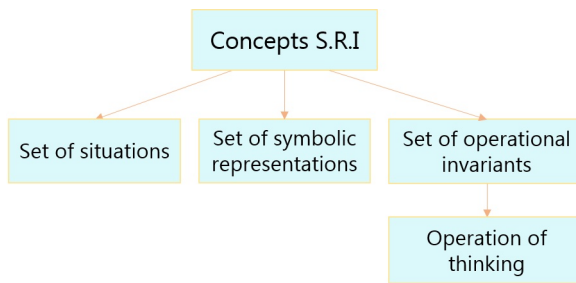 Concepts S.R.I
Set of situations
Set of symbolic
representations
Set of operational
invariants
Operation of
thinking